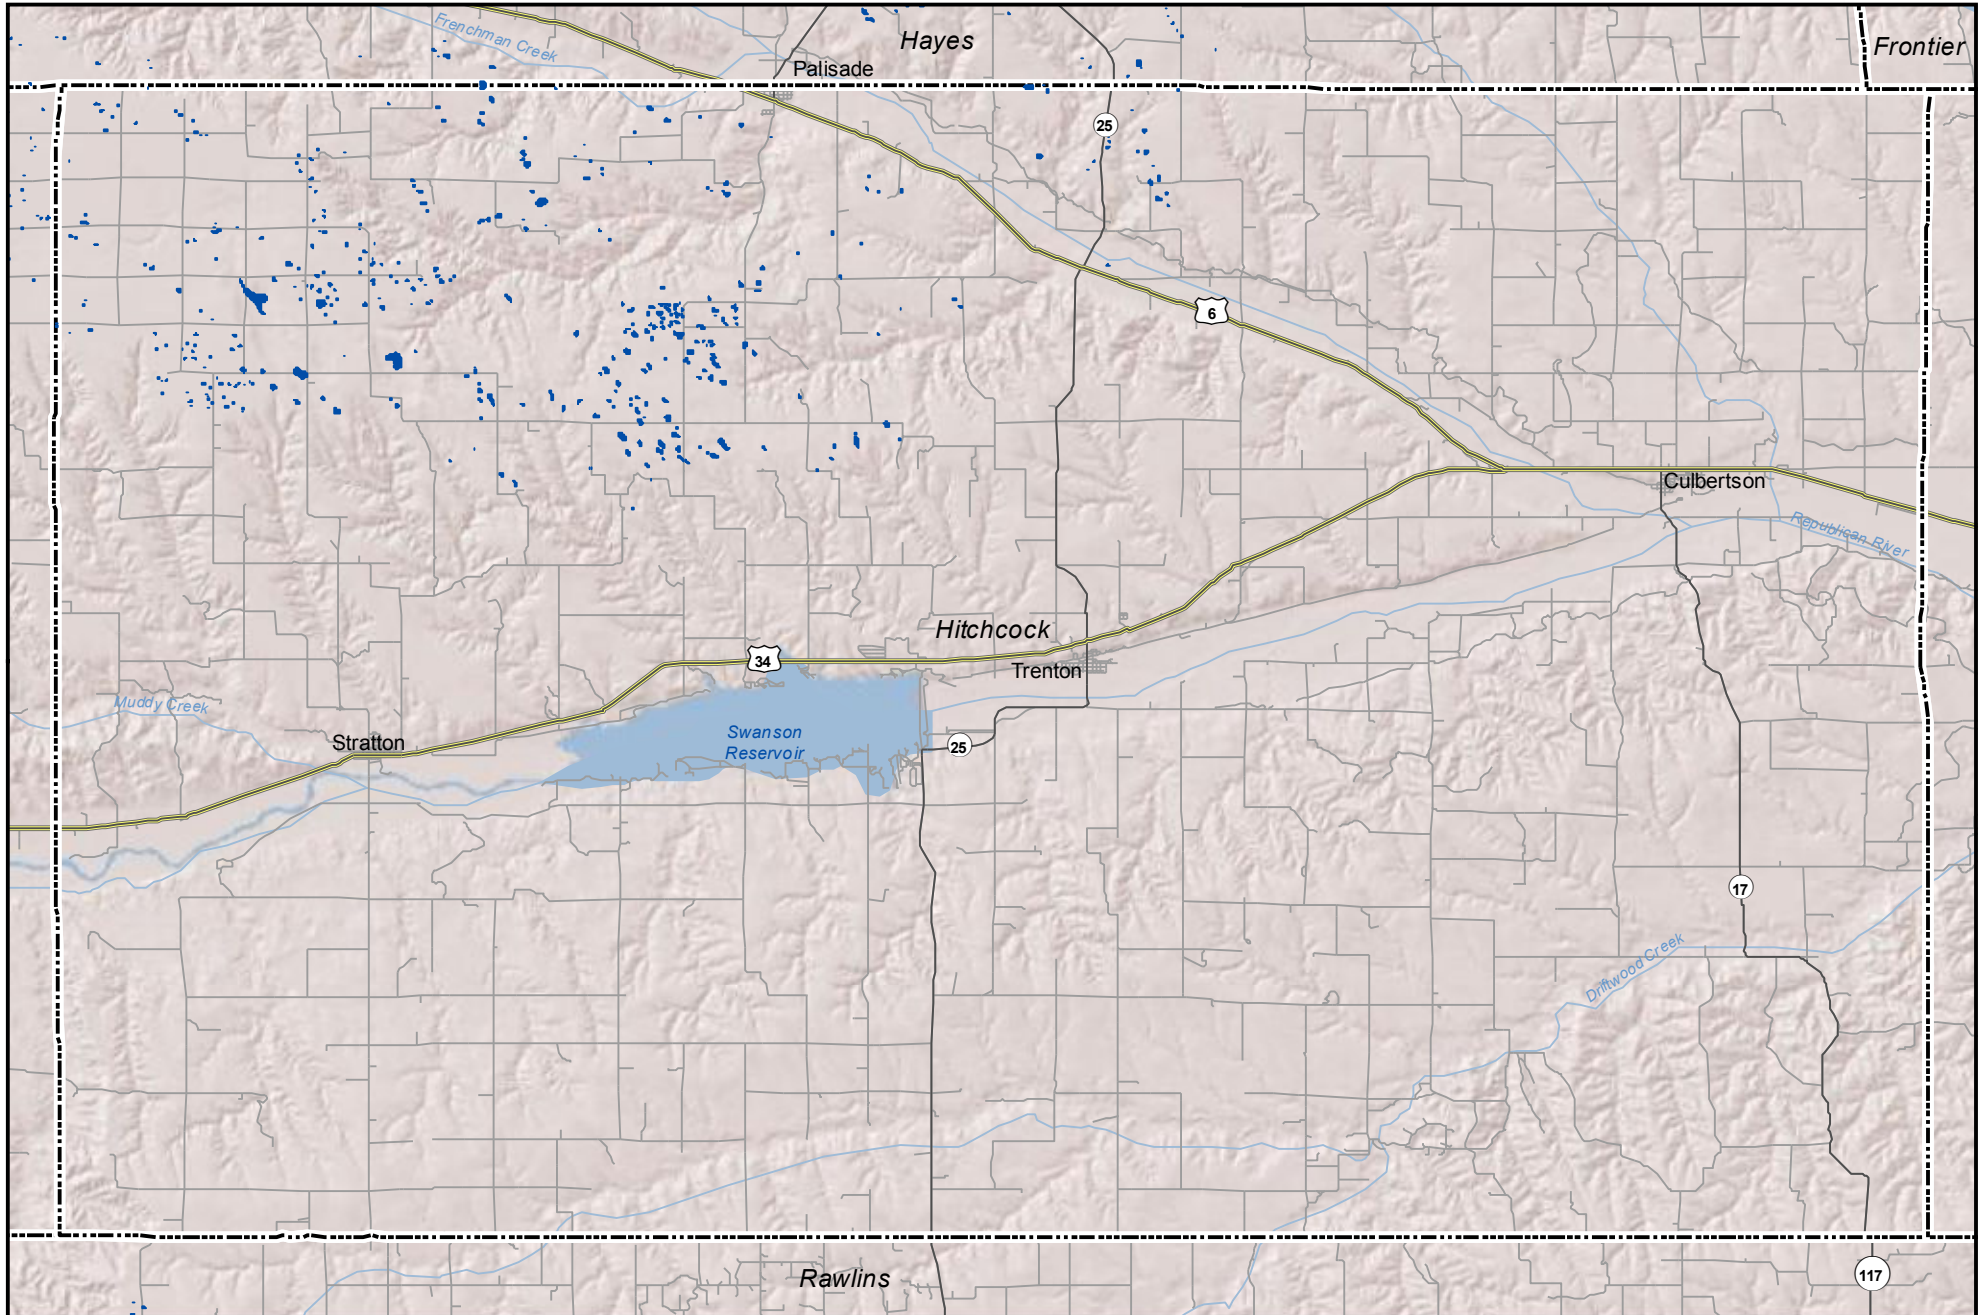 Frenchman Creek
Hayes
Frontier
Palisade
25
6
Culbertson
Republican River
Hitchcock
34
Trenton
Muddy Creek
Stratton
Swanson
Reservoir
25
17
Driftwood Creek
Rawlins
117